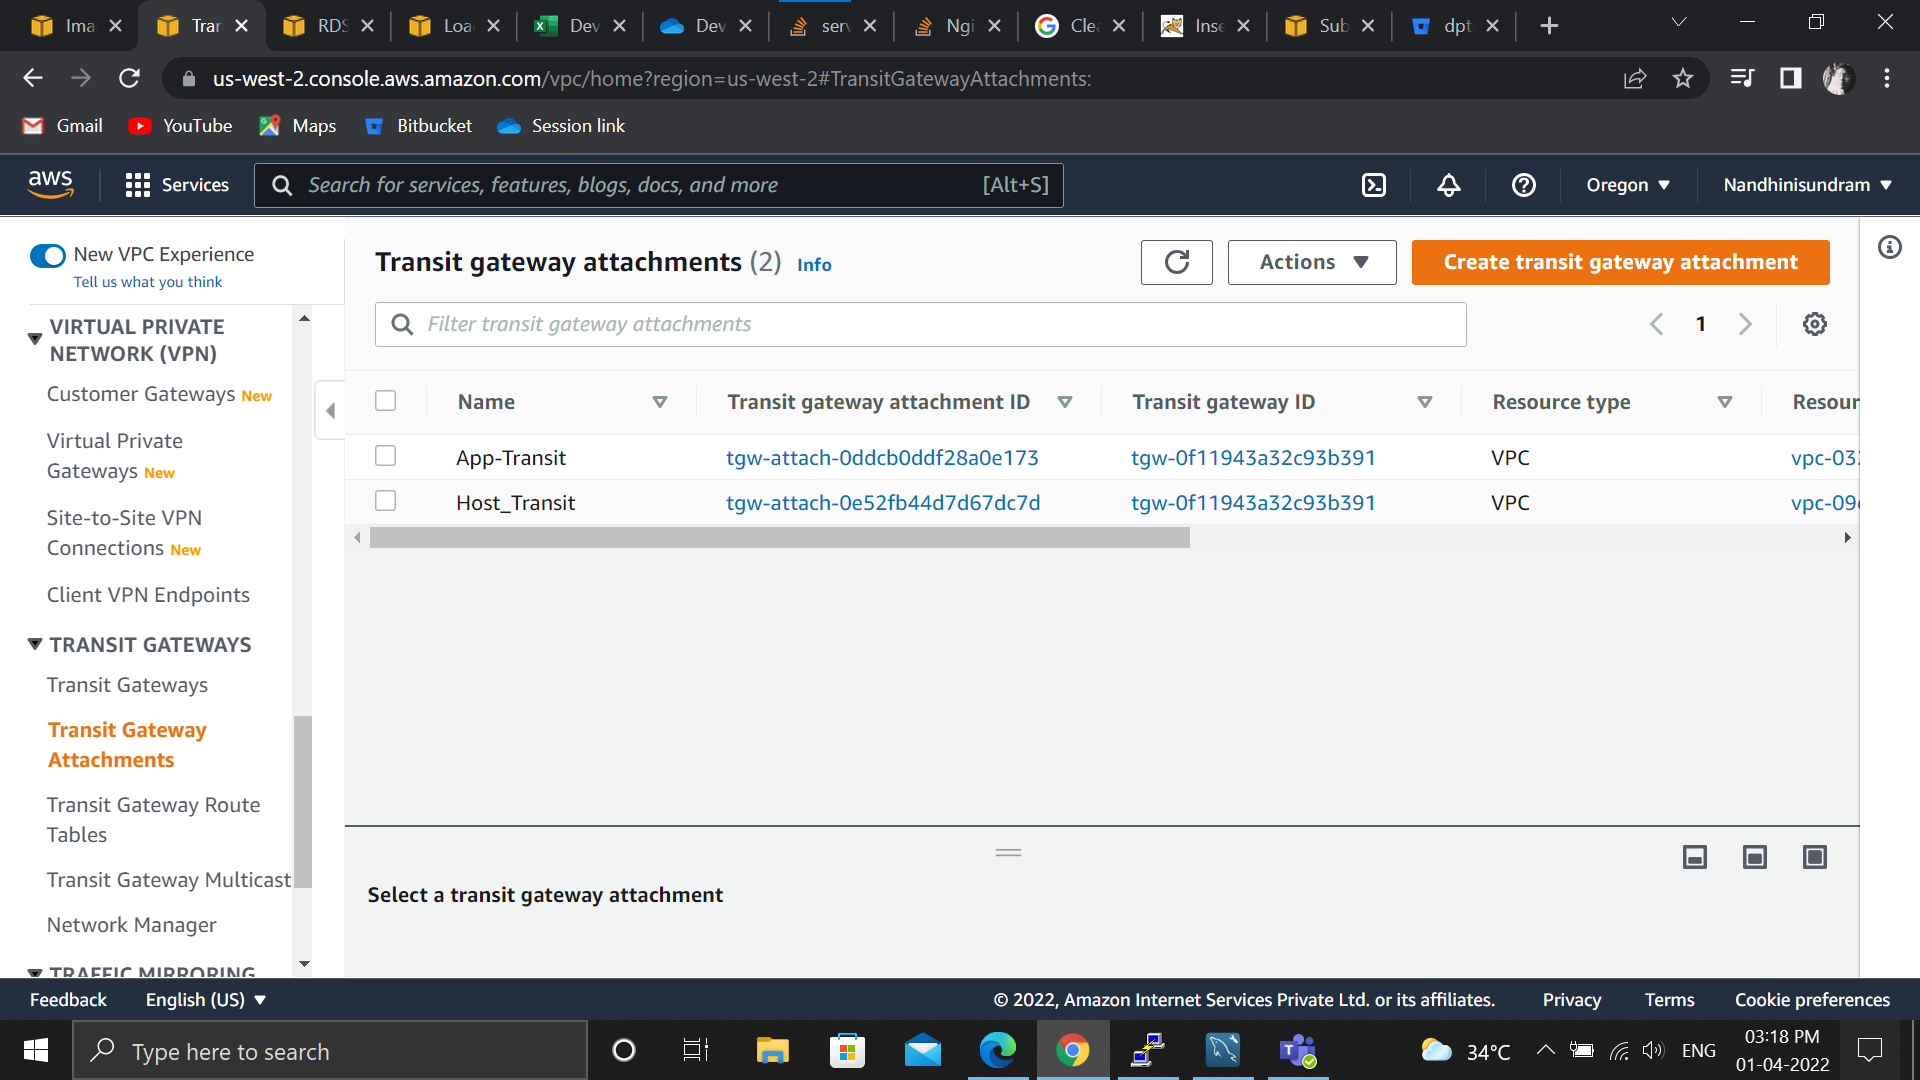 Ima
Tran
RDS
Loa
Dev
Dev
serv
Ngi
Clea
Inse
Sub
dpt
us-west-2.console.aws.amazon.com/vpc/home?region=us-west-2#TransitGatewayAttachments:
Gmail
YouTube
Maps
Bitbucket
Session link
aws
Services
Search for services, features, blogs, docs, and more
[Alt+S]
Oregon
Nandhinisundram
New VPC Experience
Tell us what you think
VIRTUAL PRIVATE
NETWORK (VPN)
Customer Gateways New
Virtual Private
Gateways New
Site-to-Site VPN
Connections New
Client VPN Endpoints
TRANSIT GATEWAYS
Transit Gateways
Transit Gateway
Attachments
Transit Gateway Route
Tables
Transit Gateway Multicast
Network Manager
TRAFFIC MIRRORING
Transit gateway attachments (2) Info
Actions
Create transit gateway attachment
Filter transit gateway attachments
1
Name
Transit gateway attachment ID
Transit gateway ID
Resource type
Resour
App-Transit
tgw-attach-0ddcb0ddf28a0e173
tgw-0f11943a32c93b391
VPC
vpc-03
Host_Transit
tgw-attach-0e52fb44d7d67dc7d
tgw-0f11943a32c93b391
VPC
vpc-09
Select a transit gateway attachment
Feedback
English (US)
© 2022, Amazon Internet Services Private Ltd. or its affiliates.
Privacy
Terms
Cookie preferences
Type here to search
34°C
ENG
03:18 PM
01-04-2022